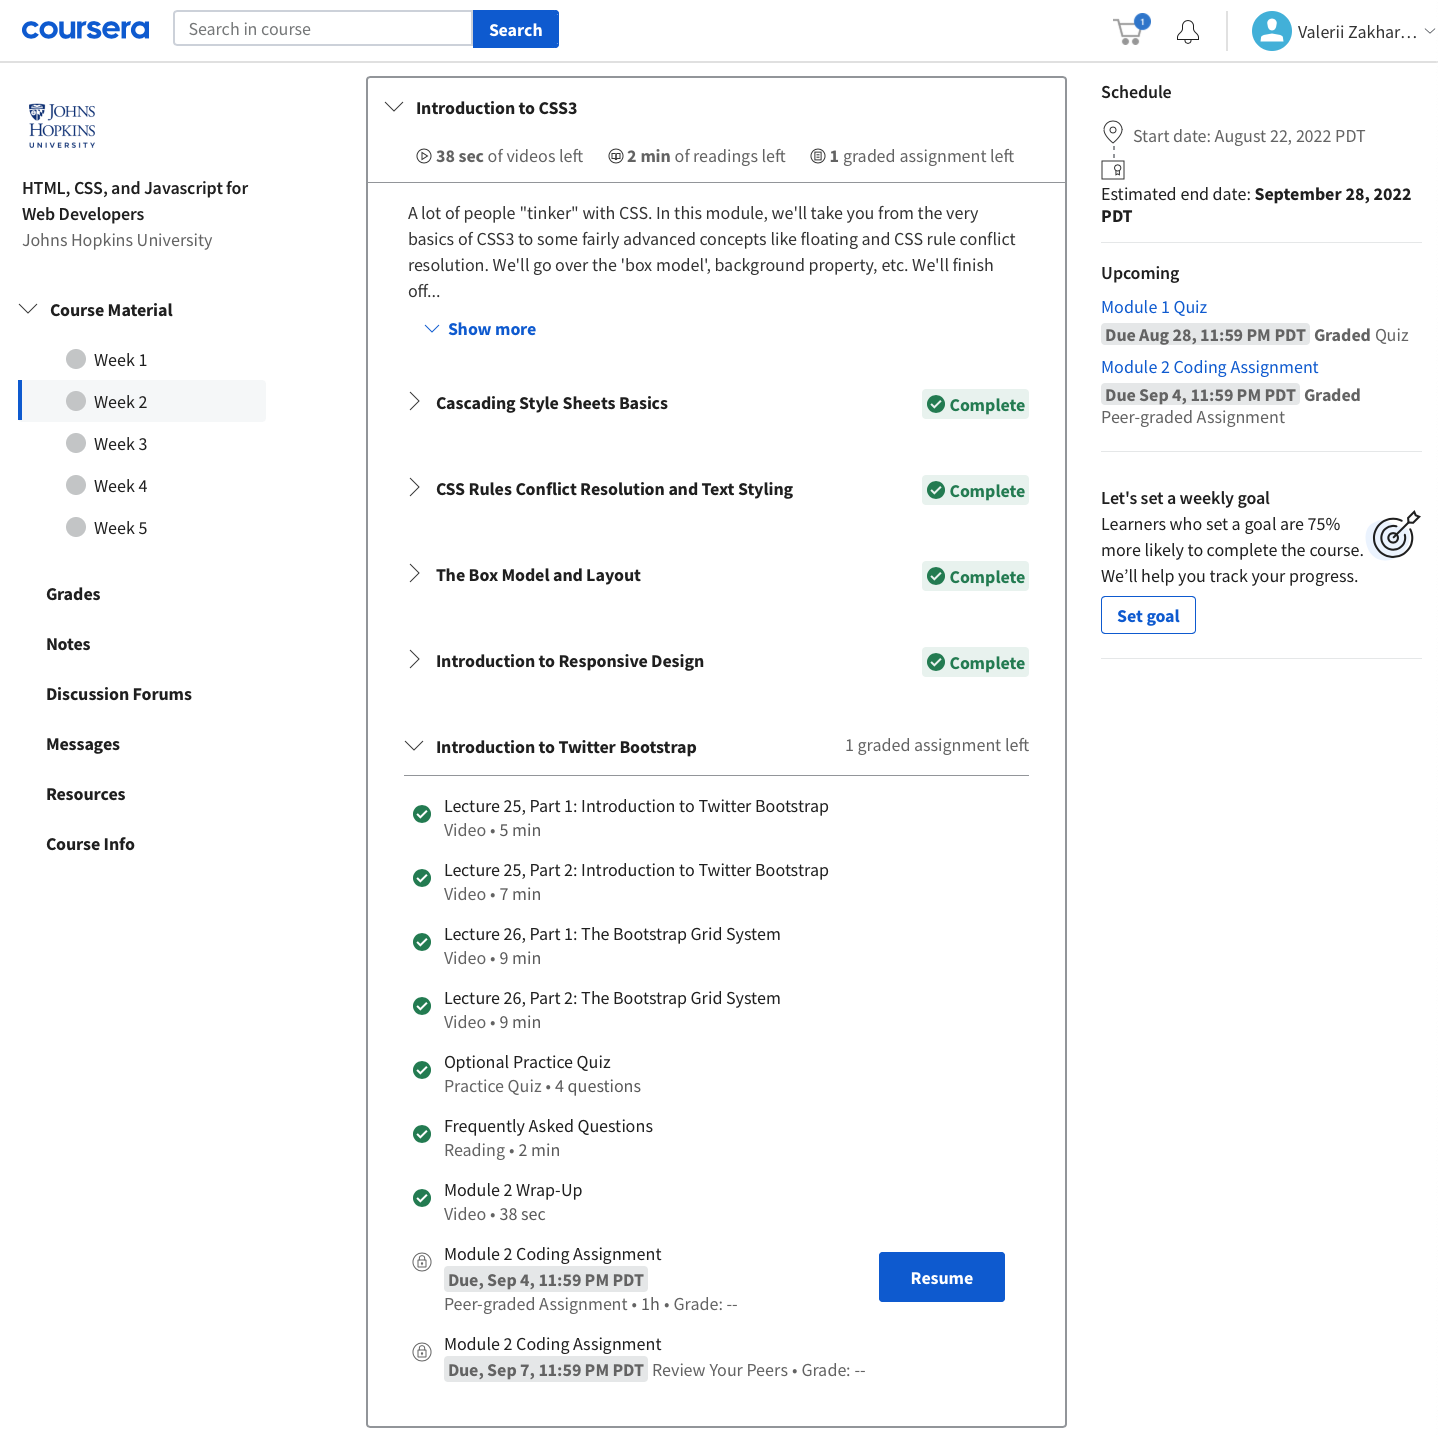 coursera
Search in course
Search
1
Valerii Zakhar...
JOHNS
HOPKINS
UNIVERSITY
HTML, CSS, and Javascript for
Web Developers
Johns Hopkins University
Course Material
Week 1
Week 2
Week 3
Week 4
Week 5
Grades
Notes
Discussion Forums
Messages
Resources
Course Info
Introduction to CSS3
38 sec of videos left 2 min of readings left 1 graded assignment left
A lot of people "tinker" with CSS. In this module, we'll take you from the very
basics of CSS3 to some fairly advanced concepts like floating and CSS rule conflict
resolution. We'll go over the 'box model', background property, etc. We'll finish
off...
Show more
Cascading Style Sheets Basics Complete
CSS Rules Conflict Resolution and Text Styling Complete
The Box Model and Layout Complete
Introduction to Responsive Design Complete
Introduction to Twitter Bootstrap 1 graded assignment left
Lecture 25, Part 1: Introduction to Twitter Bootstrap
Video • 5 min
Lecture 25, Part 2: Introduction to Twitter Bootstrap
Video • 7 min
Lecture 26, Part 1: The Bootstrap Grid System
Video • 9 min
Lecture 26, Part 2: The Bootstrap Grid System
Video • 9 min
Optional Practice Quiz
Practice Quiz • 4 questions
Frequently Asked Questions
Reading • 2 min
Module 2 Wrap-Up
Video • 38 sec
Module 2 Coding Assignment
Due, Sep 4, 11:59 PM PDT
Peer-graded Assignment • 1h • Grade: --
Resume
Module 2 Coding Assignment
Due, Sep 7, 11:59 PM PDT Review Your Peers • Grade: --
Schedule
Start date: August 22, 2022 PDT
Estimated end date: September 28, 2022
PDT
Upcoming
Module 1 Quiz
Due Aug 28, 11:59 PM PDT Graded Quiz
Module 2 Coding Assignment
Due Sep 4, 11:59 PM PDT Graded
Peer-graded Assignment
Let's set a weekly goal
Learners who set a goal are 75%
more likely to complete the course.
We’ll help you track your progress.
Set goal